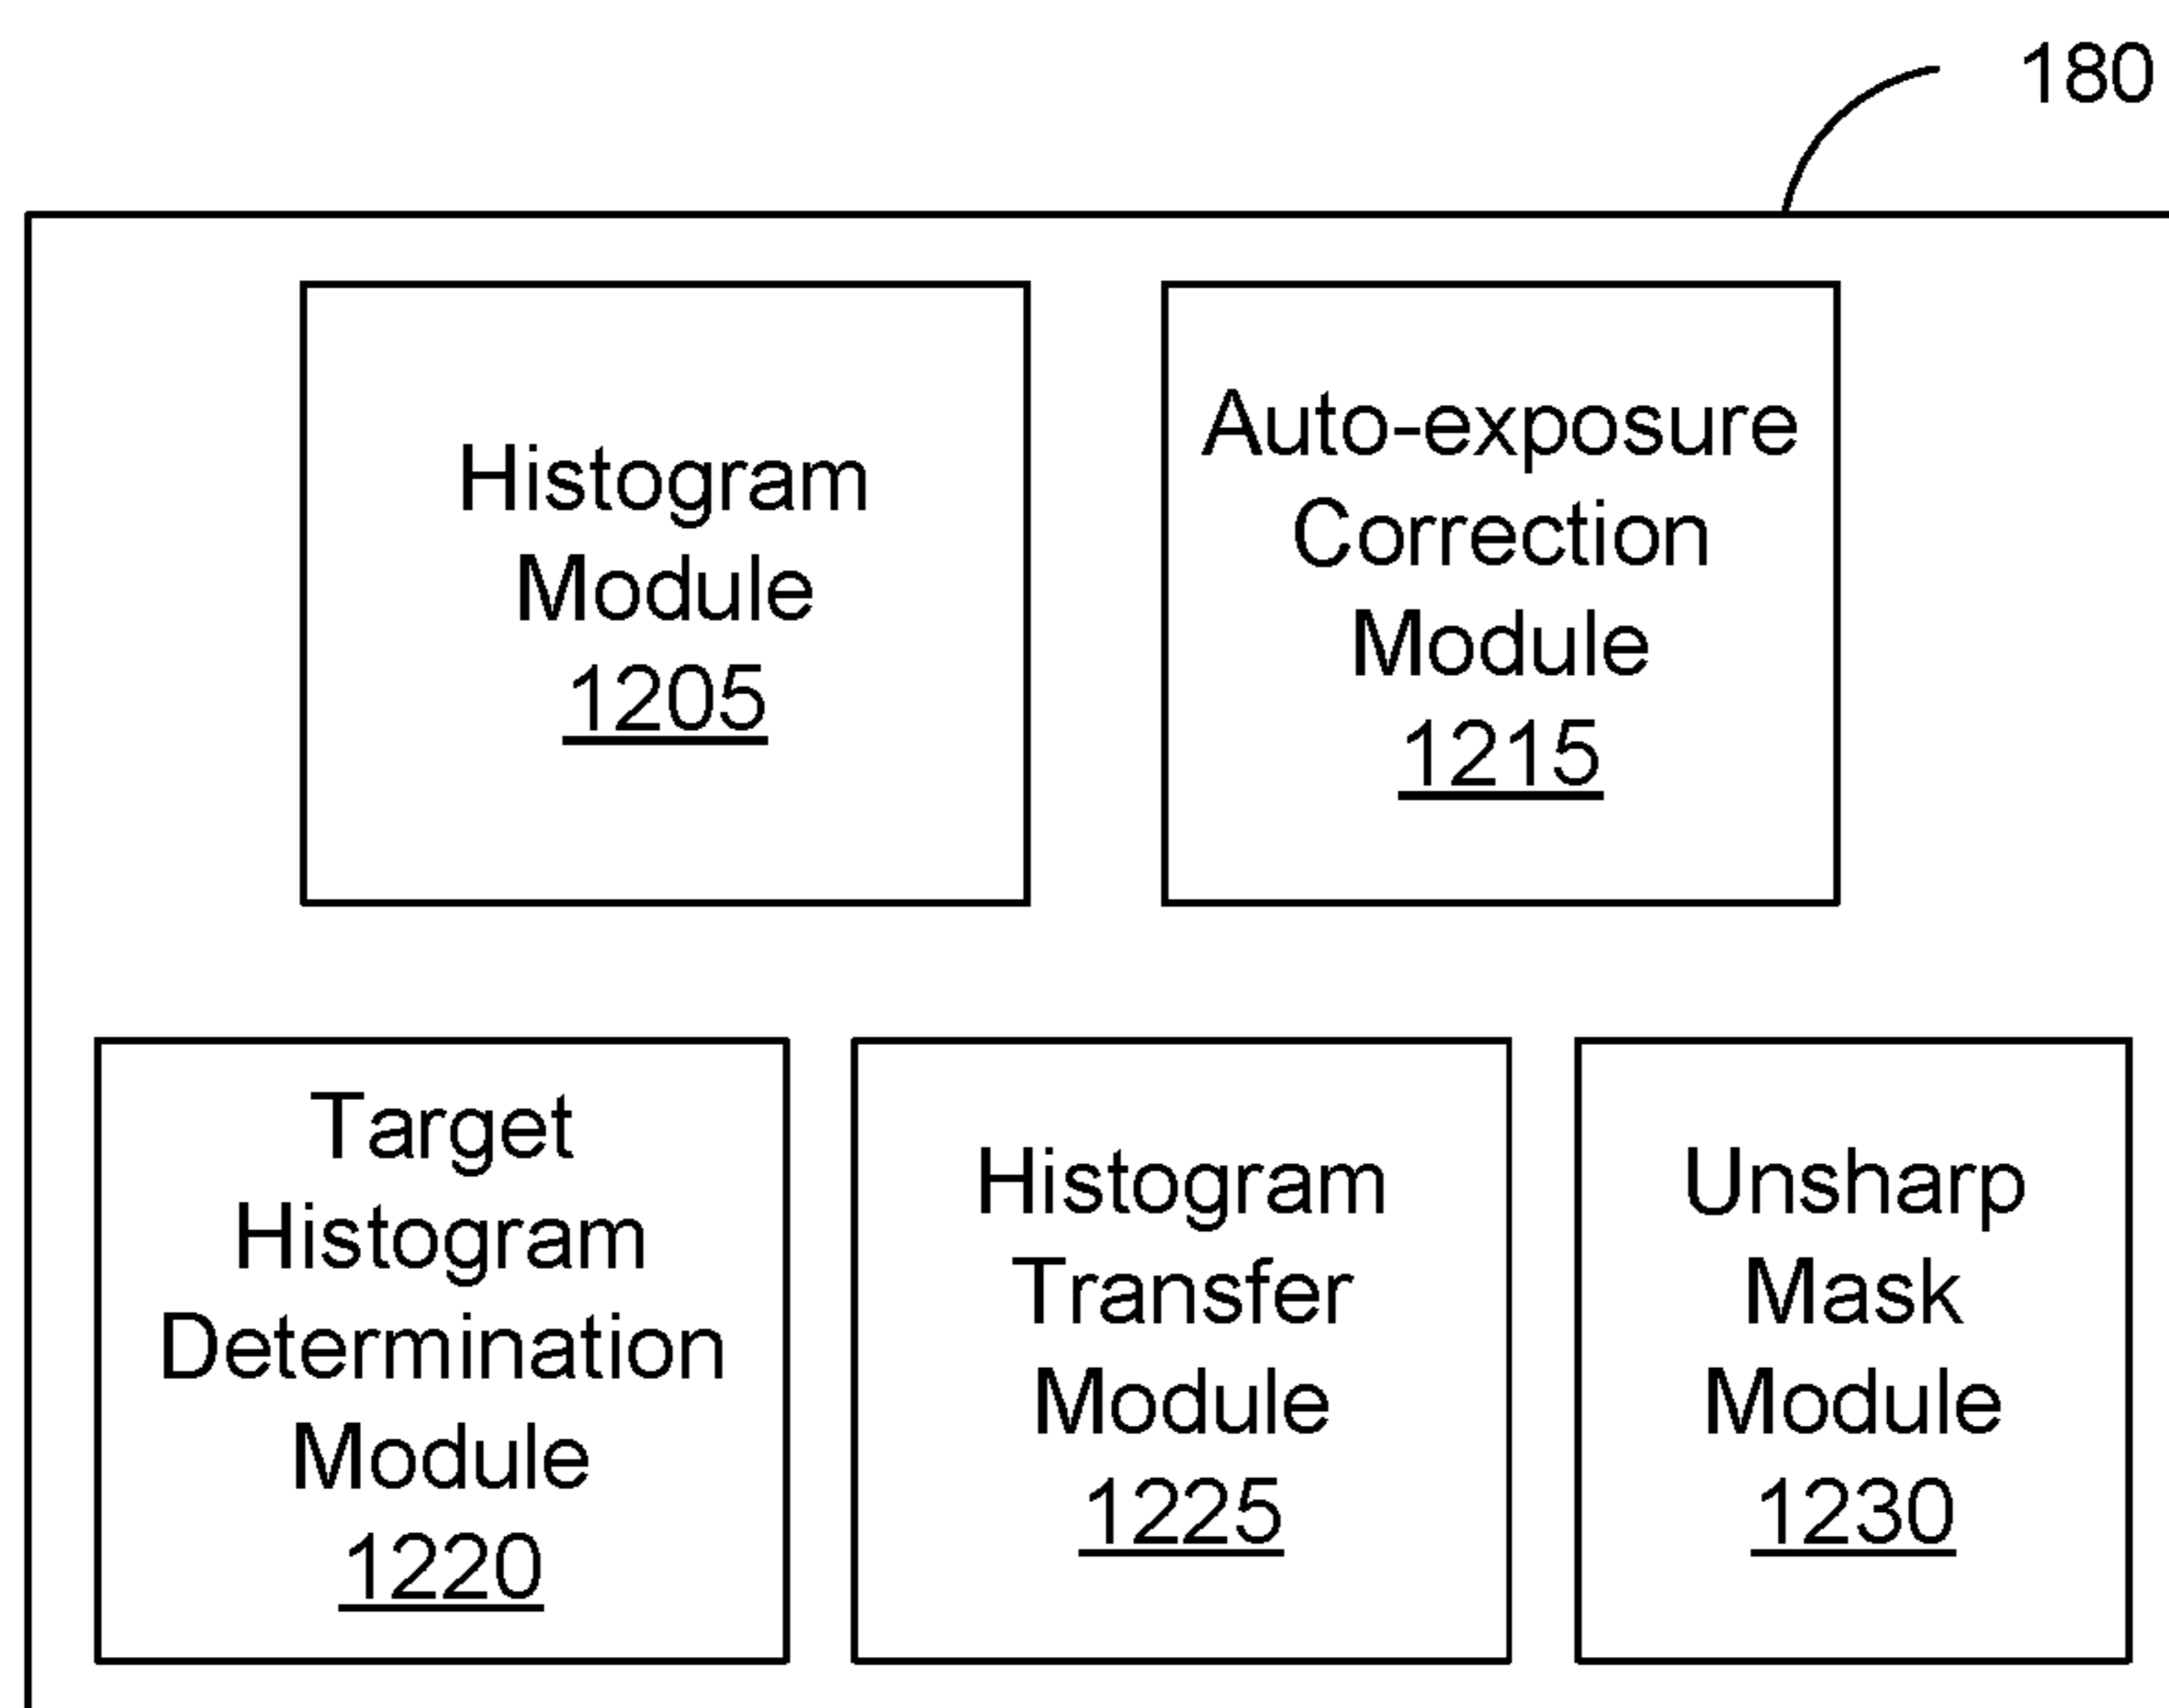 180
Histogram
Module
1205
Auto-exposure
Correction
Module
1215
Target
Histogram
Determination
Module
1220
Histogram
Transfer
Module
1225
Unsharp
Mask
Module
1230